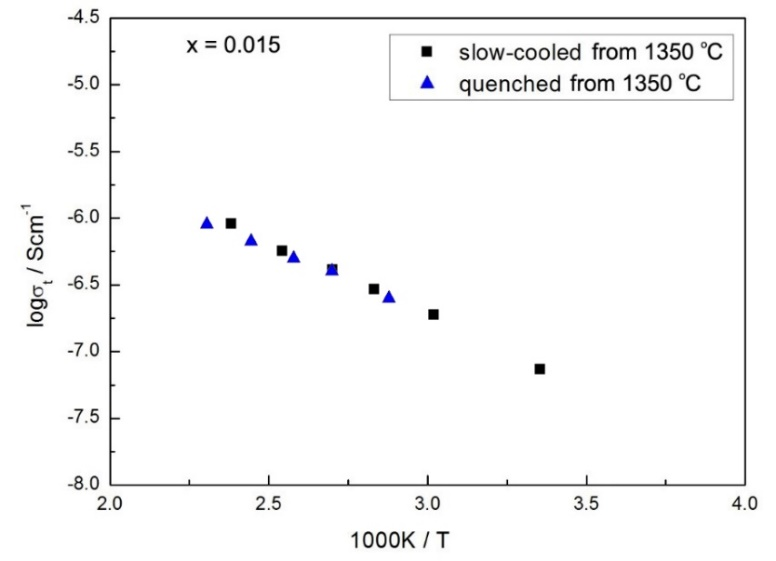 x = 0.015
slow-cooled from 1350 ℃
quenched from 1350 ℃
-4.5
-5.0
-5.5
-6.0
-6.5
-7.0
-7.5
-8.0
logσt / Scm-1
2.0 2.5 3.0 3.5 4.0
1000K / T